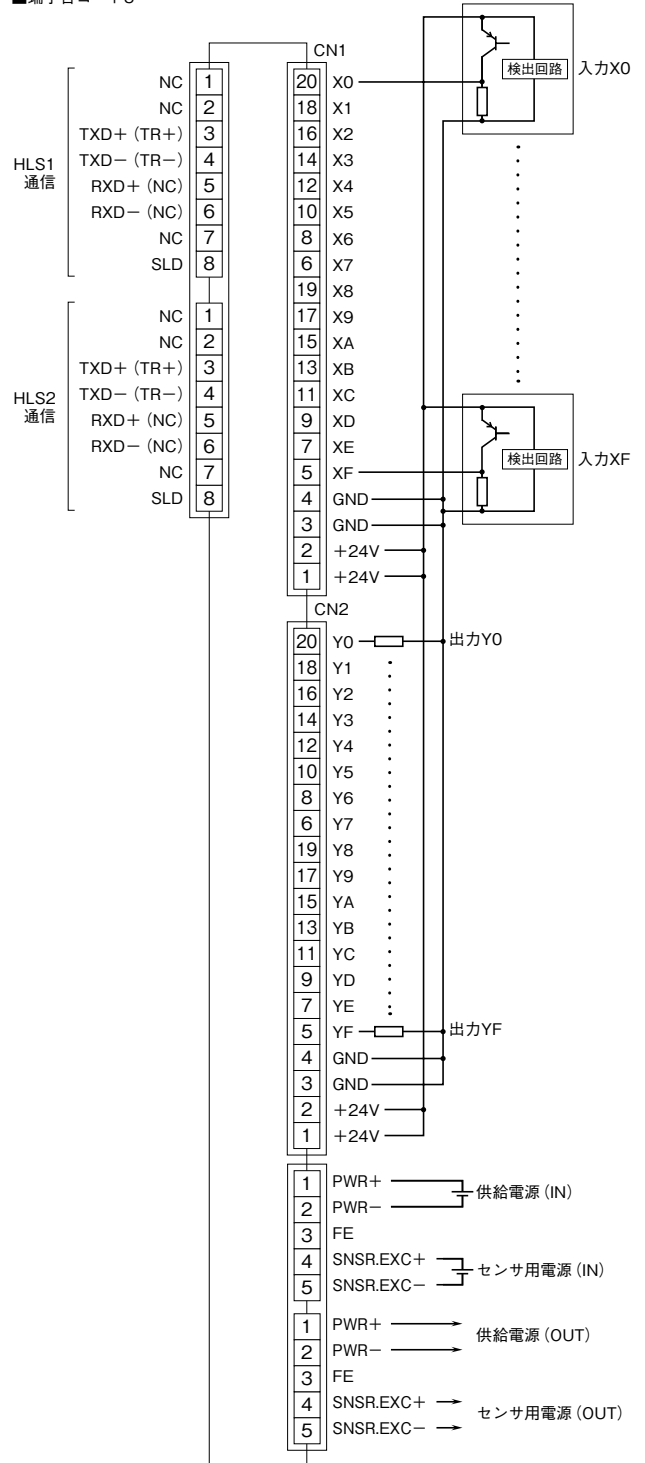 CN1
HLS1
通信
NC 1
NC 2
TXD+(TR+) 3
TXD−(TR−) 4
RXD+(NC) 5
RXD−(NC) 6
NC 7
SLD 8
HLS2
通信
NC 1
NC 2
TXD+(TR+) 3
TXD−(TR−) 4
RXD+(NC) 5
RXD−(NC) 6
NC 7
SLD 8
20 X0
18 X1
16 X2
14 X3
12 X4
10 X5
8 X6
6 X7
19 X8
17 X9
15 XA
13 XB
11 XC
9 XD
7 XE
5 XF
4 GND
3 GND
2 +24V
1 +24V
検出回路 入力X0
検出回路 入力XF
CN2
20 Y0 出力Y0
18 Y1
16 Y2
14 Y3
12 Y4
10 Y5
8 Y6
6 Y7
19 Y8
17 Y9
15 YA
13 YB
11 YC
9 YD
7 YE
5 YF 出力YF
4 GND
3 GND
2 +24V
1 +24V
1 PWR+
2 PWR−
供給電源(IN)
3 FE
4 SNSR.EXC+
5 SNSR.EXC−
センサ用電源(IN)
1 PWR+
2 PWR−
供給電源(OUT)
3 FE
4 SNSR.EXC+
5 SNSR.EXC−
センサ用電源(OUT)